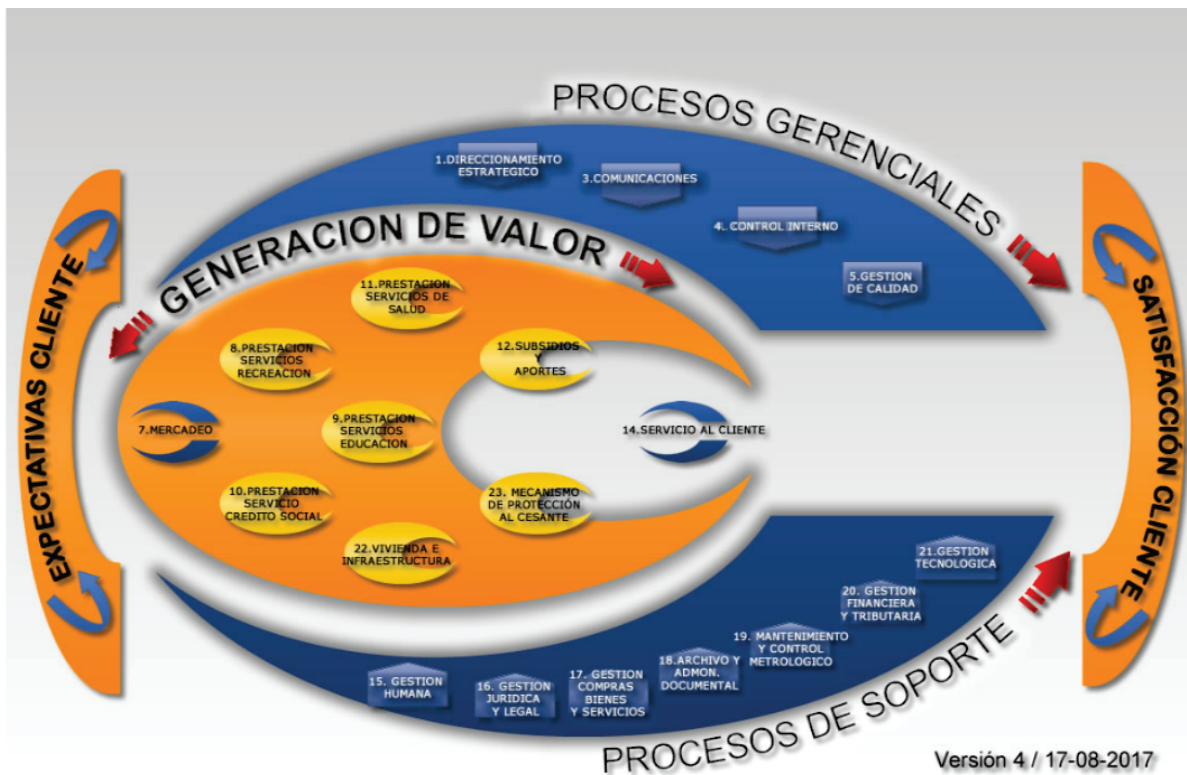 PROCESOS GERENCIALES
1.DIRECCIONAMIENTO
ESTRATEGICO
3.COMUNICACIONES
4. CONTROL INTERNO
5.GESTION
DE CALIDAD
GENERACION DE VALOR
EXPECTATIVAS CLIENTE
SATISFACCIÓN CLIENTE
11.PRESTACION
SERVICIOS DE
SALUD
8.PRESTACION
SERVICIOS
RECREACION
12.SUBSIDIOS
Y
APORTES
7.MERCADEO
9.PRESTACION
SERVICIOS
EDUCACION
14.SERVICIO AL CLIENTE
10.PRESTACION
SERVICIO
CREDITO SOCIAL
23. MECANISMO
DE PROTECCIÓN
AL CESANTE
22.VIVIENDA E
INFRAESTRUCTURA
15. GESTION
HUMANA
16. GESTION
JURIDICA
Y LEGAL
17. GESTION
COMPRAS
BIENES
Y SERVICIOS
18.ARCHIVO Y
ADMON.
DOCUMENTAL
19. MANTENIMIENTO
Y CONTROL
METROLOGICO
20. GESTION
FINANCIERA
Y TRIBUTARIA
21.GESTION
TECNOLOGICA
PROCESOS DE SOPORTE
Versión 4 / 17-08-2017